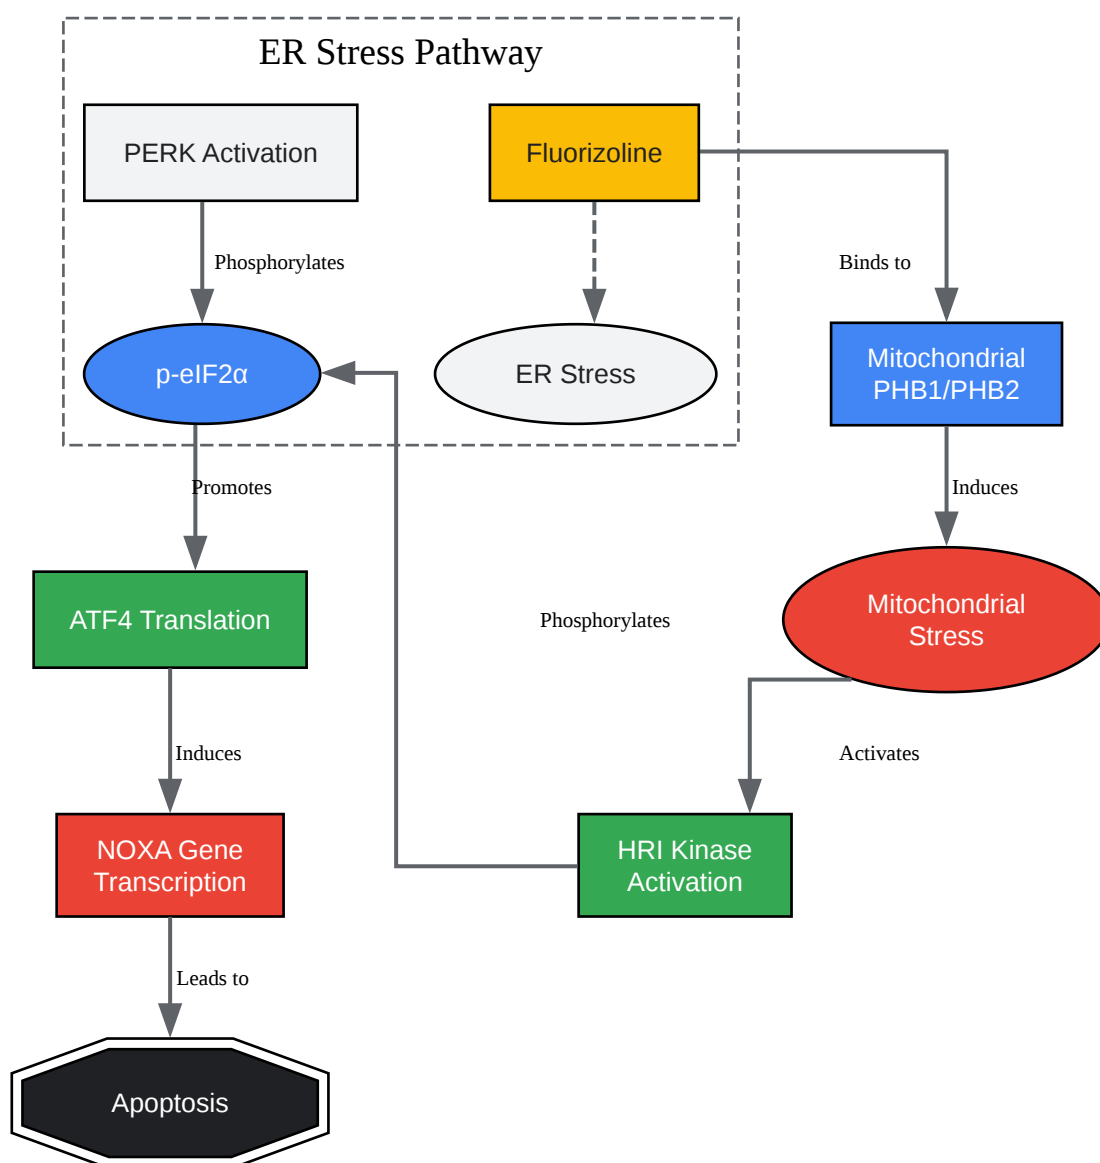 ER Stress Pathway
PERK Activation
Fluorizoline
Phosphorylates
Binds to
p-eIF2α
ER Stress
Mitochondrial
PHB1/PHB2
Promotes
Induces
ATF4 Translation
Phosphorylates
Mitochondrial
Stress
Induces
Activates
NOXA Gene
Transcription
HRI Kinase
Activation
Leads to
Apoptosis